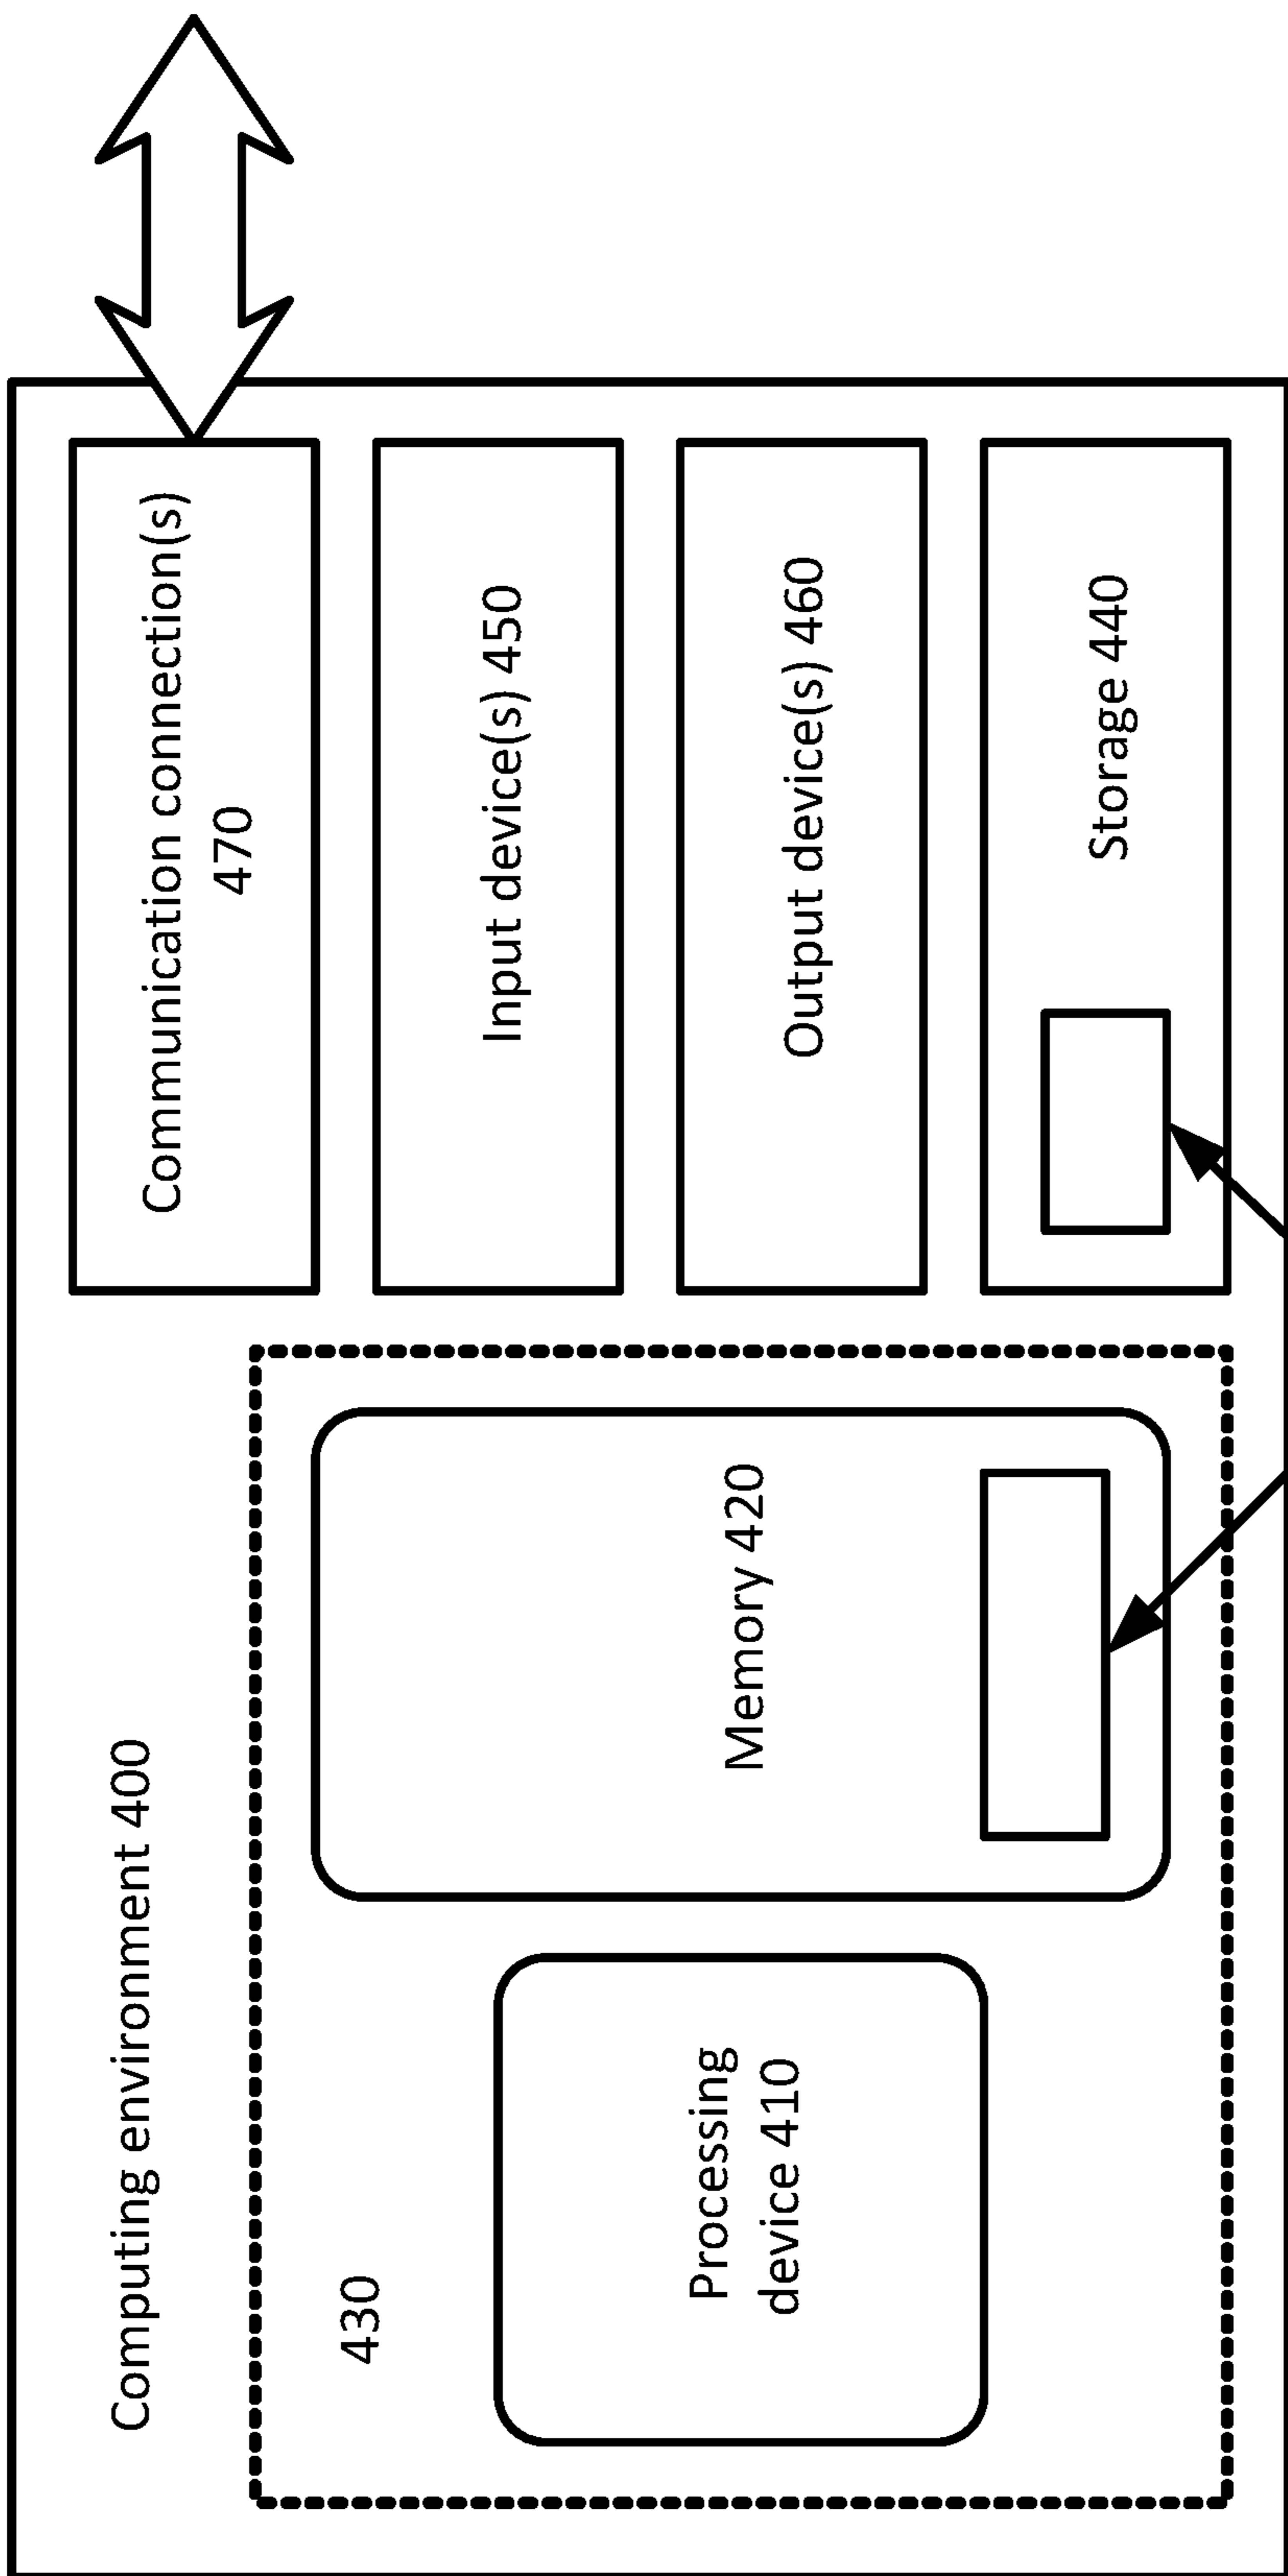 Computing environment 400
430
Processing
device 410
Memory 420
Communication connection(s)
470
Input device(s) 450
Output device(s) 460
Storage 440